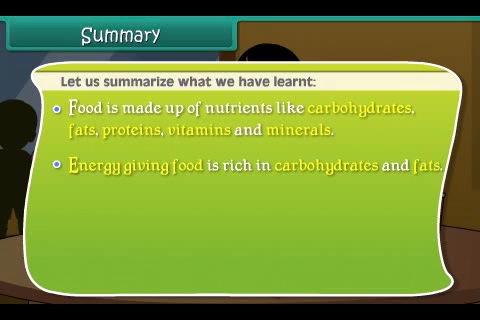 Summary
Let us summarize what we have learnt:
Food is made up of nutrients like carbohydrates,
fats, proteins, vitamins and minerals.
Energy giving food is rich in carbohydrates and fats.